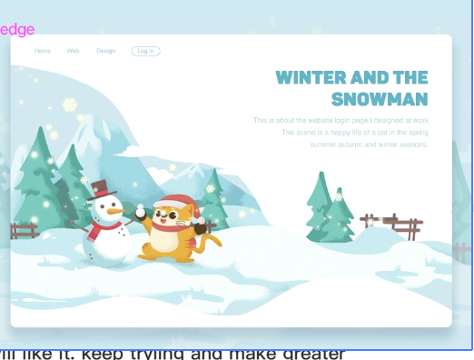 edge
Home Web Design Log in
WINTER AND THE
SNOWMAN
This is about the website login page I designed at work
The scene is a happy life of a cat in the spring
summer autumn and winter seasons.
will like it. keep trying and make greater